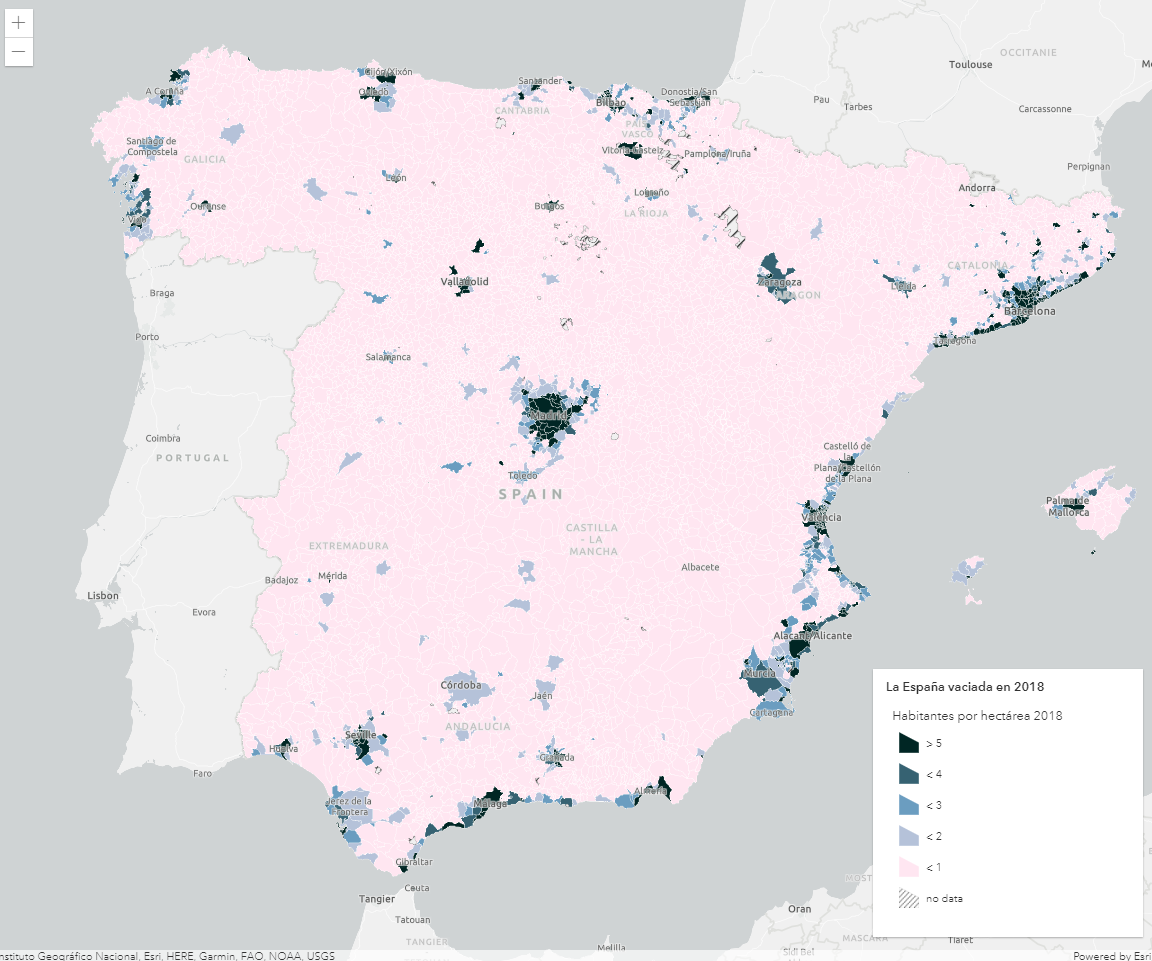 +
−
OCCITANIE
Toulouse
Gijón/Xixón
Santander
A Coruña
Oviedo
Bilbao
Donostia/San
Sebastián
Pau
Tarbes
Carcassonne
CANTABRIA
PAÍS
VASCO
Santiago de
Compostela
GALICIA
Vitoria-Gasteiz
Pamplona/Iruña
Perpignan
León
Andorra
Logroño
Ourense
Burgos
LA RIOJA
Vigo
CATALONIA
Valladolid
Zaragoza
ARAGON
Lleida
Braga
Barcelona
Porto
Tarragona
Salamanca
Madrid
Coimbra
PORTUGAL
Castelló de
la
Plana/Castellón
de la Plana
Toledo
SPAIN
Palma de
Mallorca
València
CASTILLA
- LA
MANCHA
EXTREMADURA
Albacete
Badajoz
Mérida
Lisbon
Evora
Alacant/Alicante
Murcia
Córdoba
Jaén
Cartagena
ANDALUCIA
Seville
Huelva
Granada
Faro
Almería
Jerez de la
Frontera
Málaga
Gibraltar
Ceuta
Tangier
Tatouan
TANGIER
Melilla
Oran
MOST
MASCARA
Sidi Bel
Tiaret
La España vaciada en 2018
Habitantes por hectárea 2018
> 5
< 4
< 3
< 2
< 1
no data
nstituto Geográfico Nacional, Esri, HERE, Garmin, FAO, NOAA, USGS
Powered by Esri